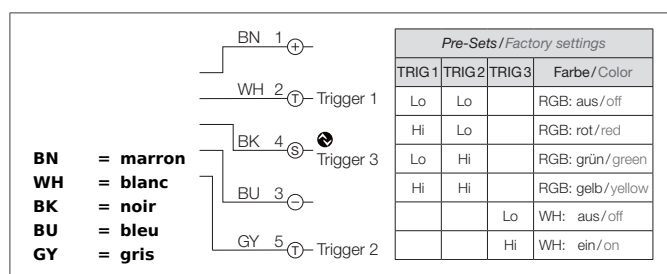 BN 1 +
WH 2 T Trigger 1
BK 4 S Trigger 3
BU 3 −
GY 5 T Trigger 2
BN = marron
WH = blanc
BK = noir
BU = bleu
GY = gris
Pre-Sets/Factory settings
TRIG1 TRIG2 TRIG3 Farbe/Color
Lo Lo RGB: aus/off
Hi Lo RGB: rot/red
Lo Hi RGB: grün/green
Hi Hi RGB: gelb/yellow
Lo WH: aus/off
Hi WH: ein/on